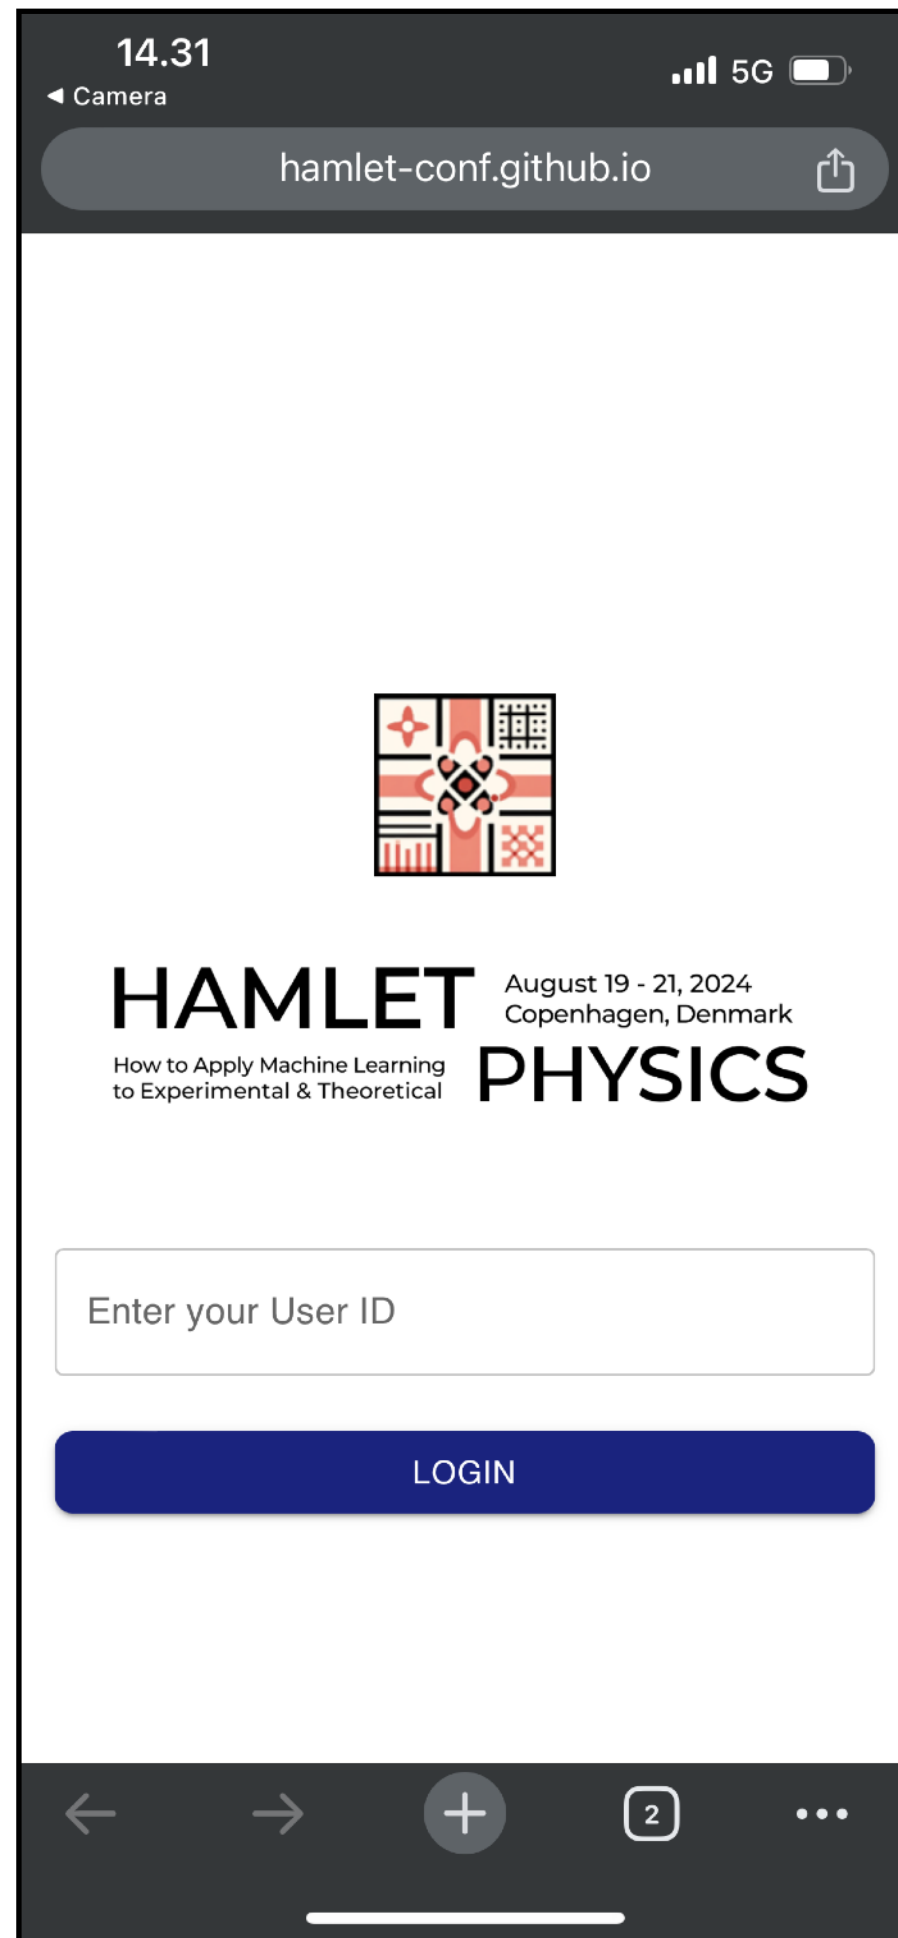 14.31
5G
◀ Camera
hamlet-conf.github.io
HAMLET
August 19 - 21, 2024
Copenhagen, Denmark
How to Apply Machine Learning
to Experimental & Theoretical
PHYSICS
Enter your User ID
LOGIN
2